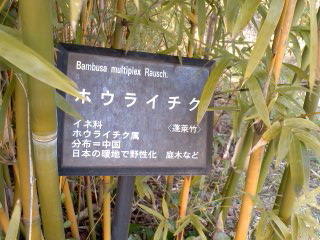 Bambusa multiplex Rausch.
ホウライチク
イネ科 〈蓬莱竹〉
ホウライチク属
分布=中国
日本の暖地で野性化 庭木など